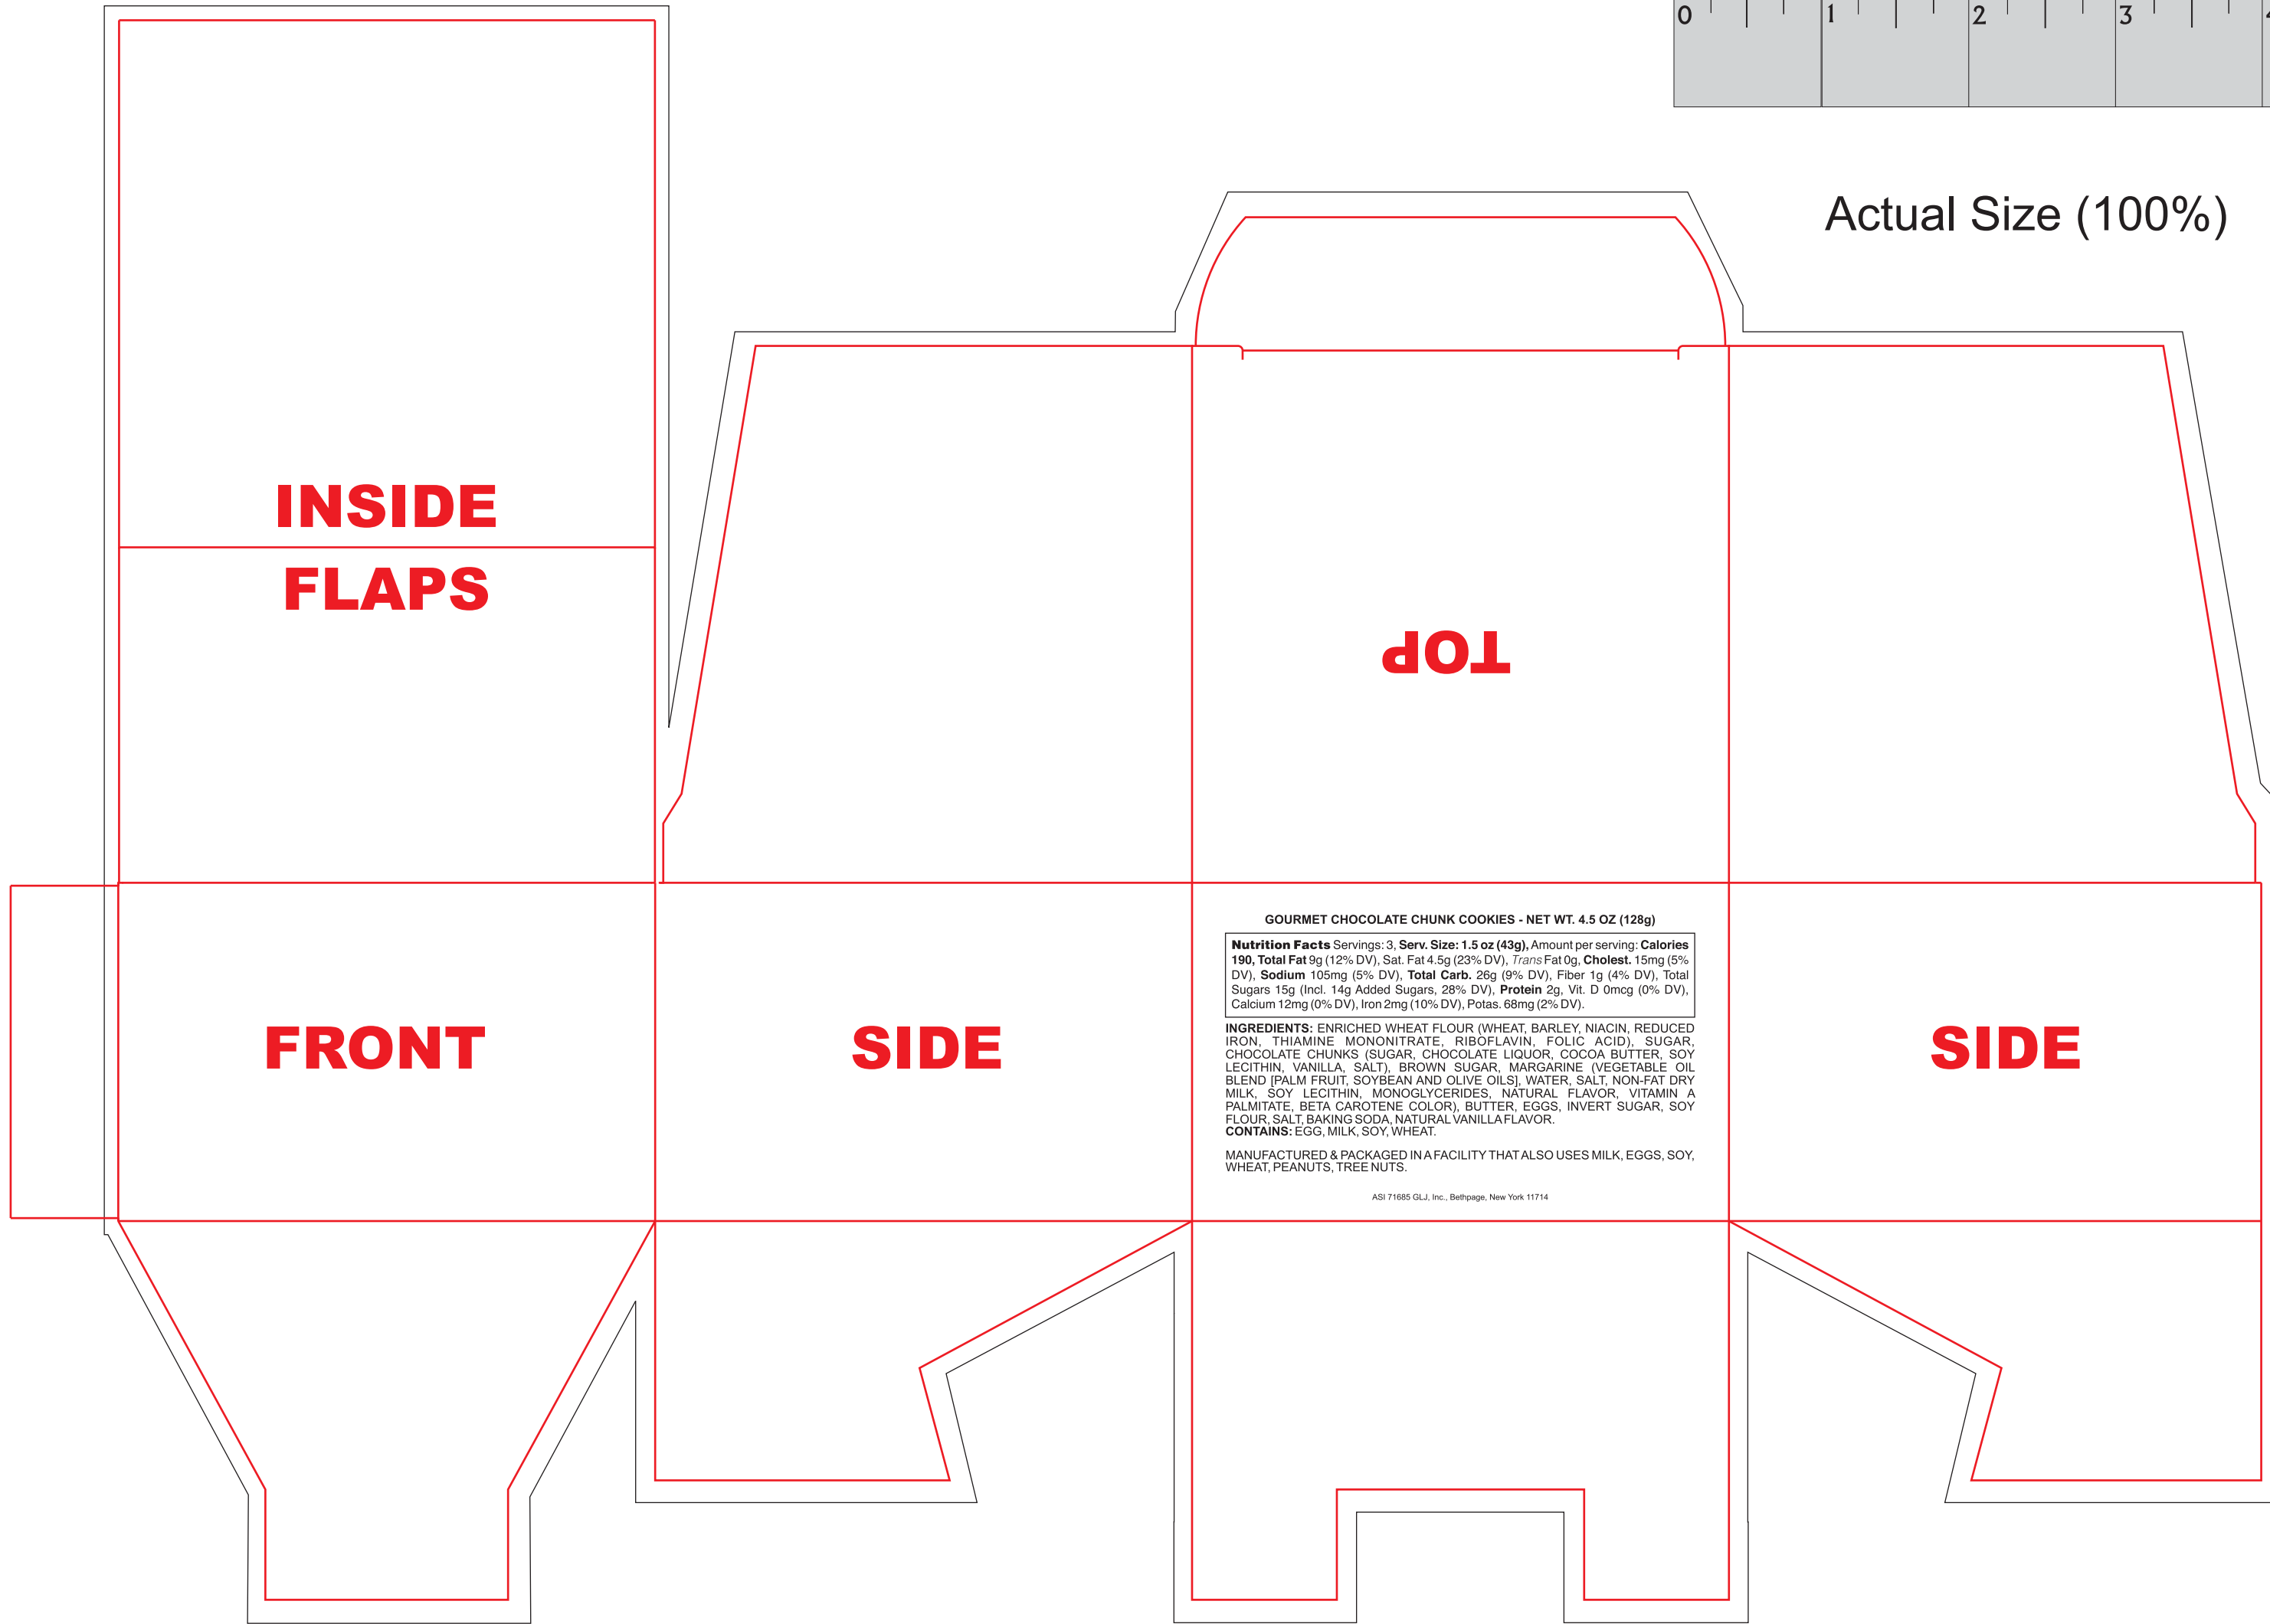 0 1 2 3
Actual Size (100%)
INSIDE
FLAPS
TOP
GOURMET CHOCOLATE CHUNK COOKIES - NET WT. 4.5 OZ (128g)
Nutrition Facts Servings: 3, Serv. Size: 1.5 oz (43g), Amount per serving: Calories
190, Total Fat 9g (12% DV), Sat. Fat 4.5g (23% DV), Trans Fat 0g, Cholest. 15mg (5%
DV), Sodium 105mg (5% DV), Total Carb. 26g (9% DV), Fiber 1g (4% DV), Total
Sugars 15g (Incl. 14g Added Sugars, 28% DV), Protein 2g, Vit. D 0mcg (0% DV),
Calcium 12mg (0% DV), Iron 2mg (10% DV), Potas. 68mg (2% DV).
INGREDIENTS: ENRICHED WHEAT FLOUR (WHEAT, BARLEY, NIACIN, REDUCED
IRON, THIAMINE MONONITRATE, RIBOFLAVIN, FOLIC ACID), SUGAR,
CHOCOLATE CHUNKS (SUGAR, CHOCOLATE LIQUOR, COCOA BUTTER, SOY
LECITHIN, VANILLA, SALT), BROWN SUGAR, MARGARINE (VEGETABLE OIL
BLEND [PALM FRUIT, SOYBEAN AND OLIVE OILS], WATER, SALT, NON-FAT DRY
MILK, SOY LECITHIN, MONOGLYCERIDES, NATURAL FLAVOR, VITAMIN A
PALMITATE, BETA CAROTENE COLOR), BUTTER, EGGS, INVERT SUGAR, SOY
FLOUR, SALT, BAKING SODA, NATURAL VANILLA FLAVOR.
CONTAINS: EGG, MILK, SOY, WHEAT.
MANUFACTURED & PACKAGED IN A FACILITY THAT ALSO USES MILK, EGGS, SOY,
WHEAT, PEANUTS, TREE NUTS.
ASI 71685 GLJ, Inc., Bethpage, New York 11714
FRONT
SIDE
SIDE